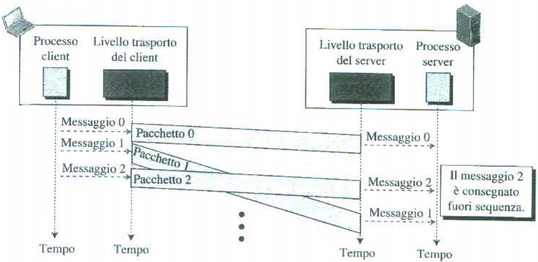 Processo
client
Livello trasporto
del client
Livello trasporto
del server
Processo
server
Messaggio 0
Pacchetto 0
Messaggio 0
Messaggio 1
Pacchetto 1
Messaggio 2
Pacchetto 2
Messaggio 2
Messaggio 1
Il messaggio 2
è consegnato
fuori sequenza.
Tempo
Tempo
Tempo
Tempo